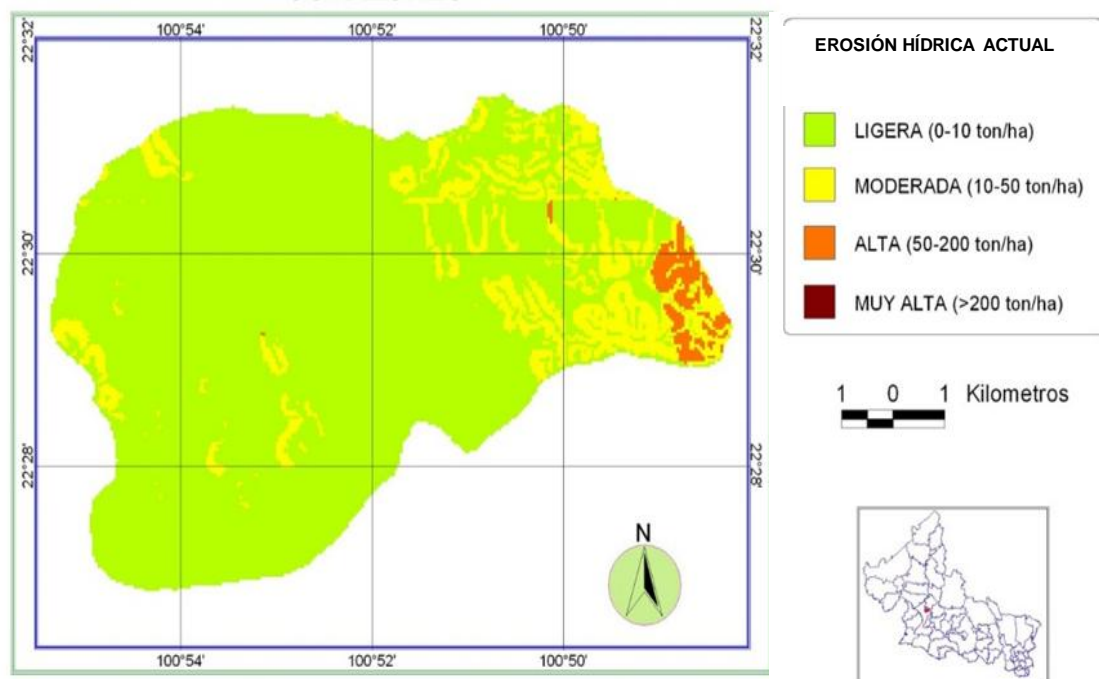 100°54' 100°52' 100°50'
22°32' 22°32'
22°30' 22°30'
22°28' 22°28'
N
100°54' 100°52' 100°50'
EROSIÓN HÍDRICA ACTUAL
LIGERA (0-10 ton/ha)
MODERADA (10-50 ton/ha)
ALTA (50-200 ton/ha)
MUY ALTA (>200 ton/ha)
1 0 1 Kilometros